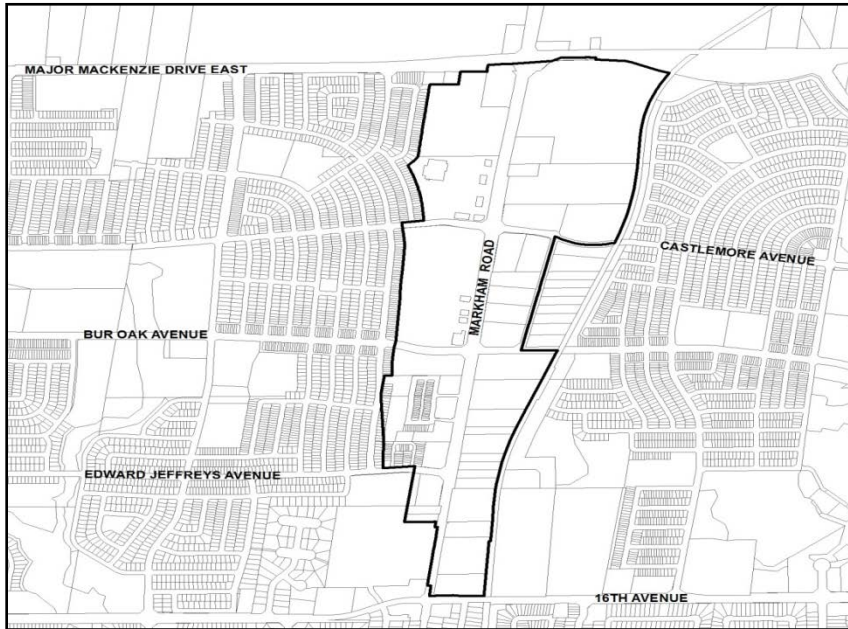 MAJOR MACKENZIE DRIVE EAST
MARKHAM ROAD
CASTLEMORE AVENUE
BUR OAK AVENUE
EDWARD JEFFREYS AVENUE
16TH AVENUE